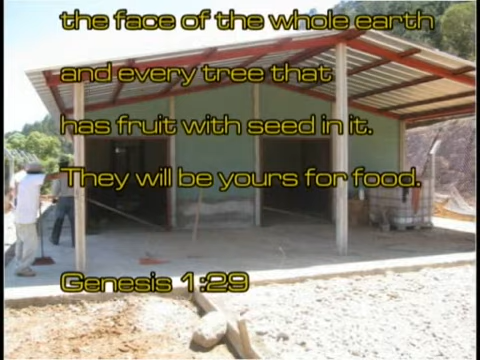 the face of the whole earth
and every tree that
has fruit with seed in it.
They will be yours for food.
Genesis 1:29